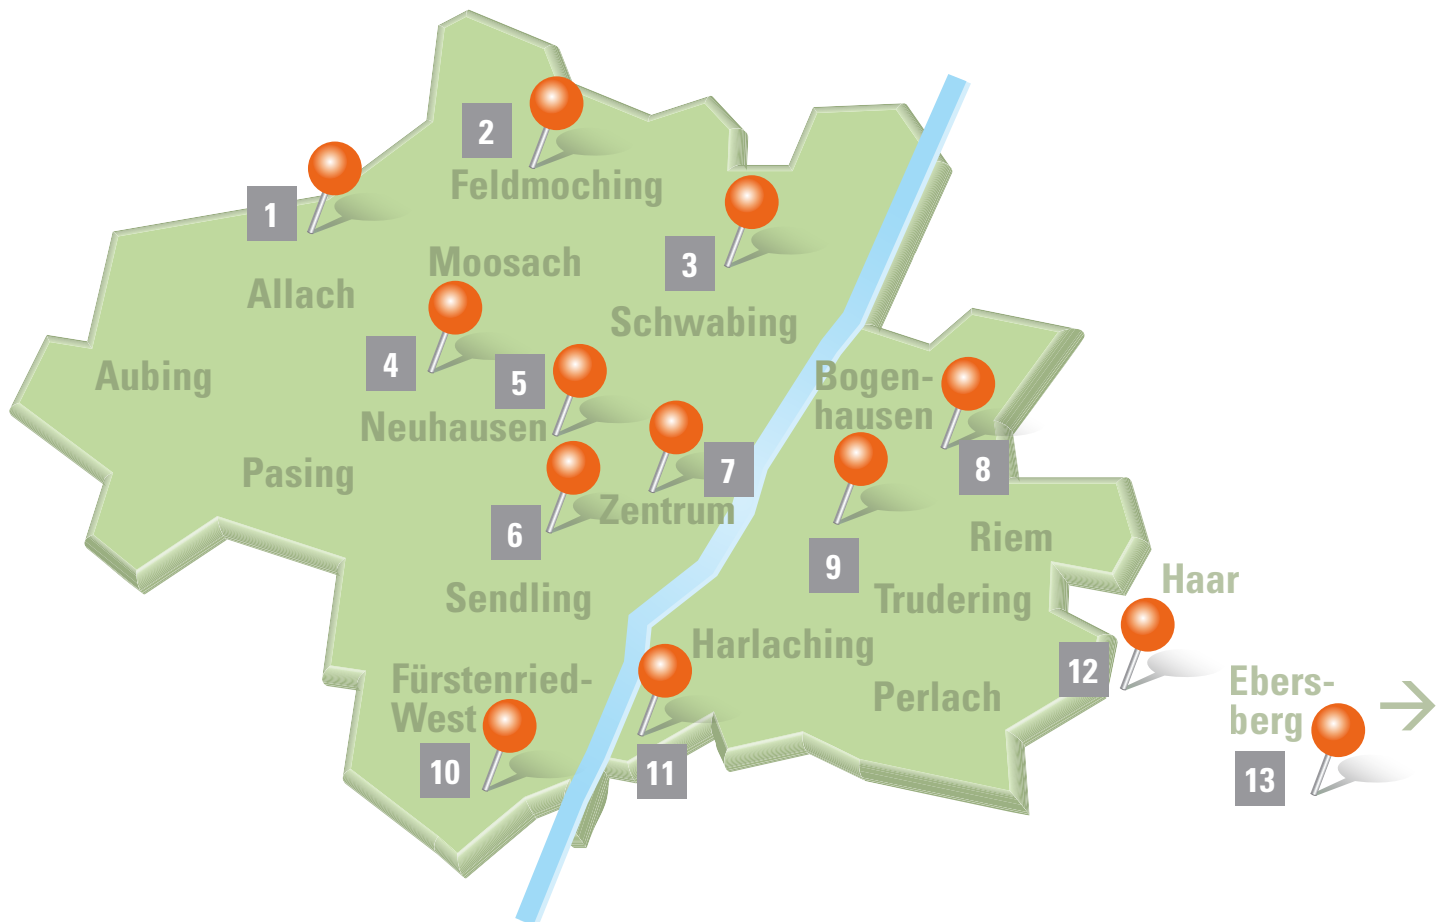 2
Feldmoching
1
Allach
Moosach
3
Schwabing
4
5
Aubing
Neuhausen
Bogen-
hausen
8
Pasing
7
Zentrum
6
9
Riem
Sendling
Trudering
Haar
Harlaching
12
Fürstenried-
West
Perlach
Ebers-
berg
10
11
13